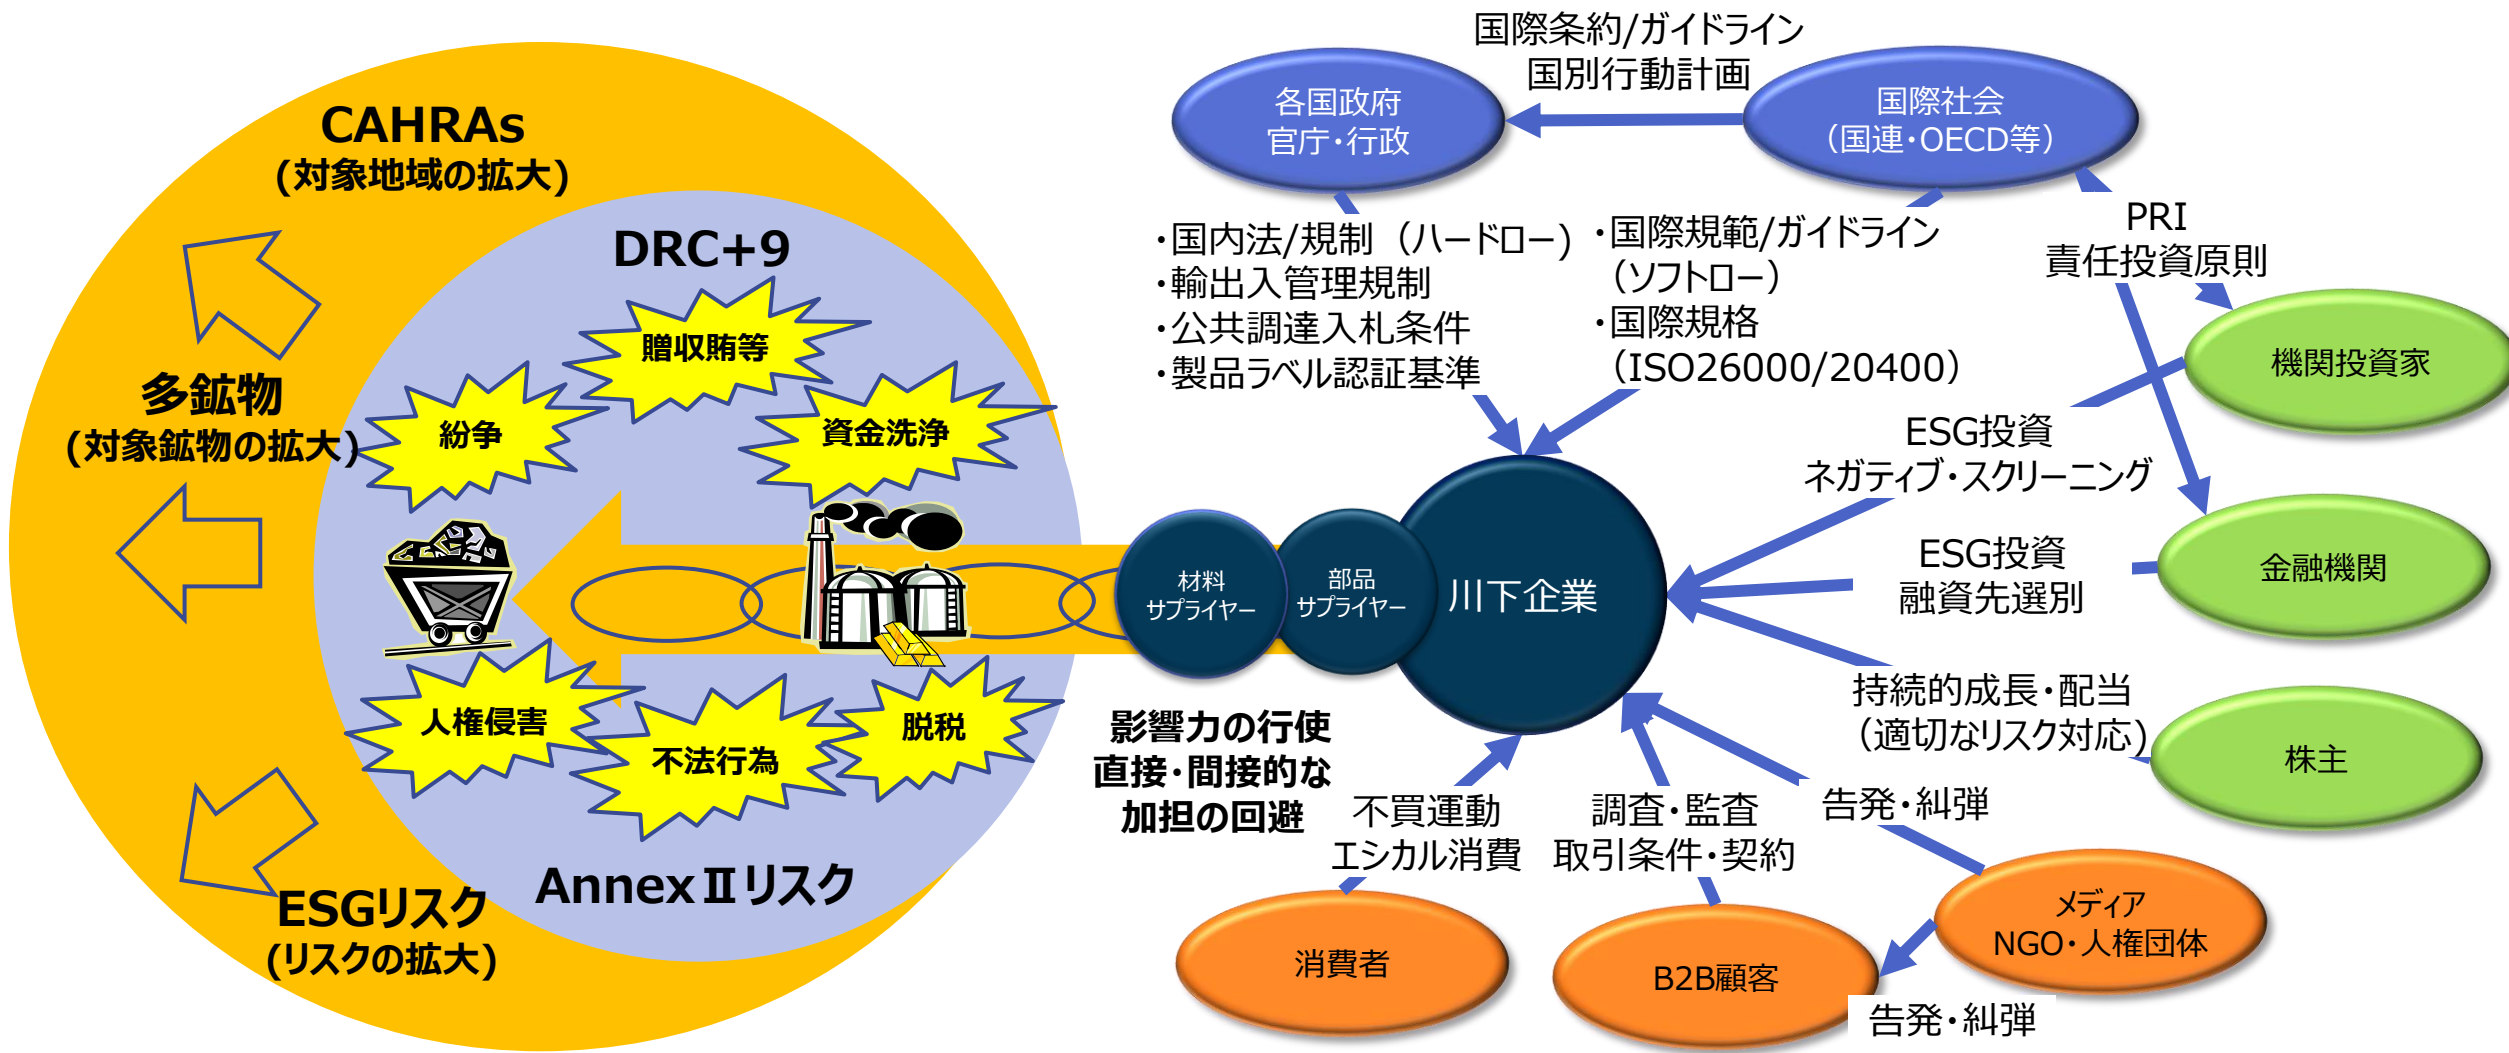 CAHRAs
(対象地域の拡大)
DRC+9
贈収賄等
紛争
資金洗浄
多鉱物
(対象鉱物の拡大)
人権侵害
不法行為
脱税
AnnexⅡリスク
ESGリスク
(リスクの拡大)
国際条約/ガイドライン
国別行動計画
各国政府
官庁・行政
国際社会
（国連・OECD等）
・国内法/規制（ハードロー）
・輸出入管理規制
・公共調達入札条件
・製品ラベル認証基準
・国際規範/ガイドライン
（ソフトロー）
・国際規格
（ISO26000/20400）
PRI
責任投資原則
機関投資家
ESG投資
ネガティブ・スクリーニング
金融機関
ESG投資
融資先選別
材料
サプライヤー
部品
サプライヤー
川下企業
持続的成長・配当
（適切なリスク対応)
株主
影響力の行使
直接・間接的な
加担の回避
不買運動
エシカル消費
調査・監査
取引条件・契約
告発・糾弾
消費者
B2B顧客
メディア
NGO・人権団体
告発・糾弾